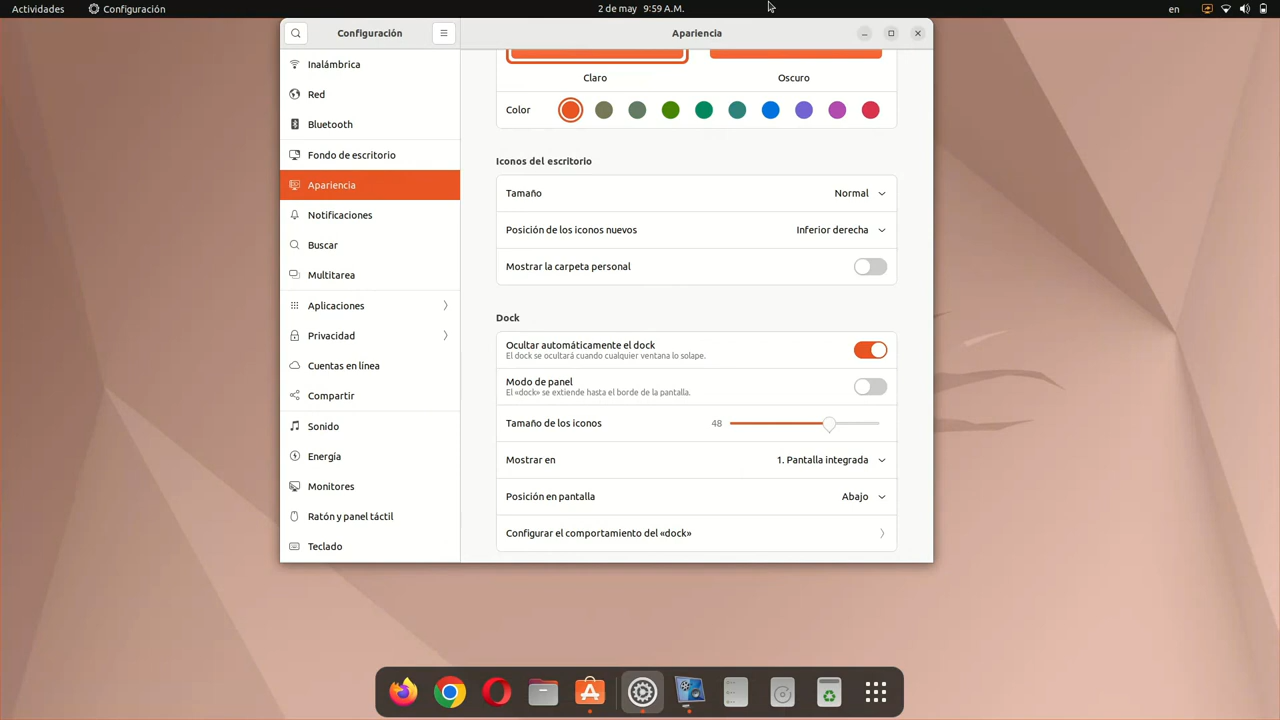 Actividades
Configuración
2 de may 9:59 A.M.
en
Configuración
Apariencia
Inalámbrica
Red
Bluetooth
Fondo de escritorio
Apariencia
Notificaciones
Buscar
Multitarea
Aplicaciones
Privacidad
Cuentas en línea
Compartir
Sonido
Energía
Monitores
Ratón y panel táctil
Teclado
Claro
Oscuro
Color
Iconos del escritorio
Tamaño
Normal
Posición de los iconos nuevos
Inferior derecha
Mostrar la carpeta personal
Dock
Ocultar automáticamente el dock
El dock se ocultará cuando cualquier ventana lo solape.
Modo de panel
El «dock» se extiende hasta el borde de la pantalla.
Tamaño de los iconos
48
Mostrar en
1. Pantalla integrada
Posición en pantalla
Abajo
Configurar el comportamiento del «dock»